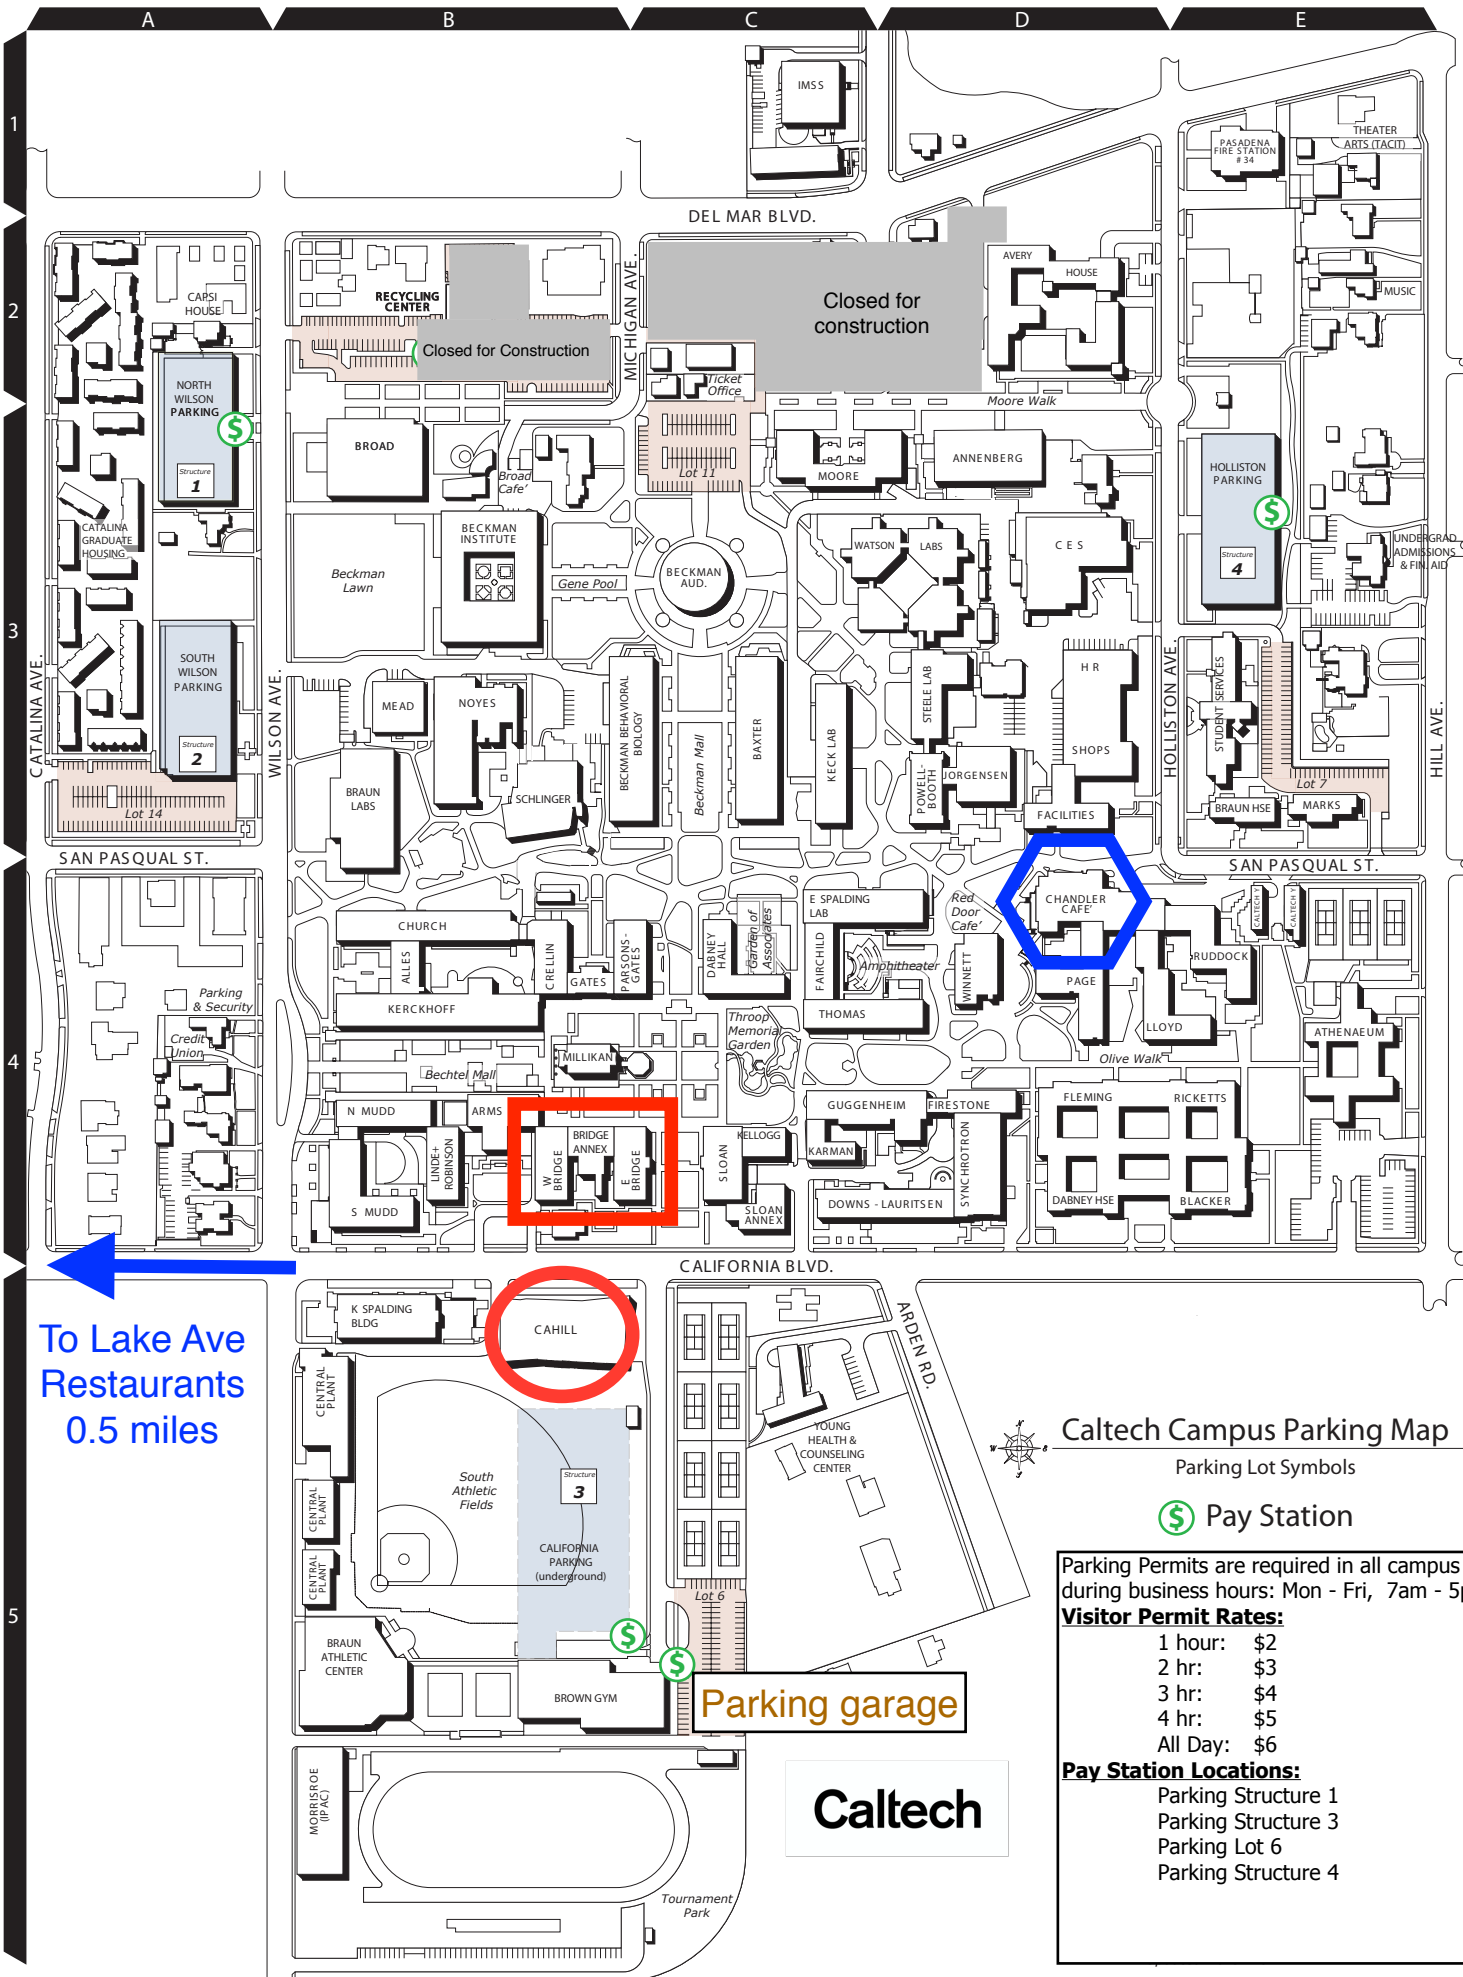 A
B
C
D
E
1
2
3
3
4
5
IMSS
PASADENA
FIRE STATION
# 34
THEATER
ARTS (TACIT)
DEL MAR BLVD.
CAPSI
HOUSE
RECYCLING
CENTER
MICHIGAN AVE.
Closed for
construction
AVERY
HOUSE
MUSIC
Closed for Construction
Ticket
Office
Moore Walk
NORTH
WILSON
PARKING
$
Structure
1
BROAD
Broad
Cafe'
Lot 11
MOORE
ANNENBERG
HOLLISTON
PARKING
$
Structure
4
CATALINA
GRADUATE
HOUSING
BECKMAN
INSTITUTE
Beckman
Lawn
Gene Pool
BECKMAN
AUD.
WATSON
LABS
CES
UNDERGRAD
ADMISSIONS
& FIN. AID
CATALINA AVE.
SOUTH
WILSON
PARKING
Structure
2
WILSON AVE.
MEAD
NOYES
BECKMAN BEHAVIORAL
BIOLOGY
Beckman Mall
BAXTER
KECK LAB
STEELE LAB
HR
SHOPS
HOLLISTON AVE.
STUDENT SERVICES
HILL AVE.
Lot 14
BRAUN
LABS
SCHLINGER
POWELL-
BOOTH
JORGENSEN
FACILITIES
Lot 7
BRAUN HSE
MARKS
SAN PASQUAL ST.
SAN PASQUAL ST.
CHURCH
ALLES
CRELLIN
GATES
PARSONS-
GATES
DABNEY
HALL
Garden of
Associates
E SPALDING
LAB
FAIRCHILD
Amphitheater
Red
Door
Cafe'
WINNETT
CHANDLER
CAFE'
CALTECH Y
CALTECH Y
RUDDOCK
PAGE
LLOYD
Parking
& Security
Credit
Union
KERCKHOFF
THOMAS
Throop
Memorial
Garden
ATHENAEUM
MILLIKAN
Bechtel Mall
Olive Walk
N MUDD
ARMS
LINDE+
ROBINSON
S MUDD
W
BRIDGE
BRIDGE
ANNEX
E
BRIDGE
SLOAN
KELLOGG
SLOAN
ANNEX
GUGGENHEIM
FIRESTONE
KARMAN
SYNCHROTRON
DOWNS - LAURITSEN
FLEMING
RICKETTS
DABNEY HSE
BLACKER
CALIFORNIA BLVD.
To Lake Ave
Restaurants
0.5 miles
K SPALDING
BLDG
CAHILL
ARDEN RD.
CENTRAL
PLANT
CENTRAL
PLANT
CENTRAL
PLANT
South
Athletic
Fields
Structure
3
CALIFORNIA
PARKING
(underground)
YOUNG
HEALTH &
COUNSELING
CENTER
Lot 6
$
$
BRAUN
ATHLETIC
CENTER
BROWN GYM
Parking garage
MORRISROE
(IPAC)
Tournament
Park
Caltech
Caltech Campus Parking Map
Parking Lot Symbols
$ Pay Station
Parking Permits are required in all campus
during business hours: Mon - Fri, 7am - 5p
Visitor Permit Rates:
1 hour: $2
2 hr: $3
3 hr: $4
4 hr: $5
All Day: $6
Pay Station Locations:
Parking Structure 1
Parking Structure 3
Parking Lot 6
Parking Structure 4